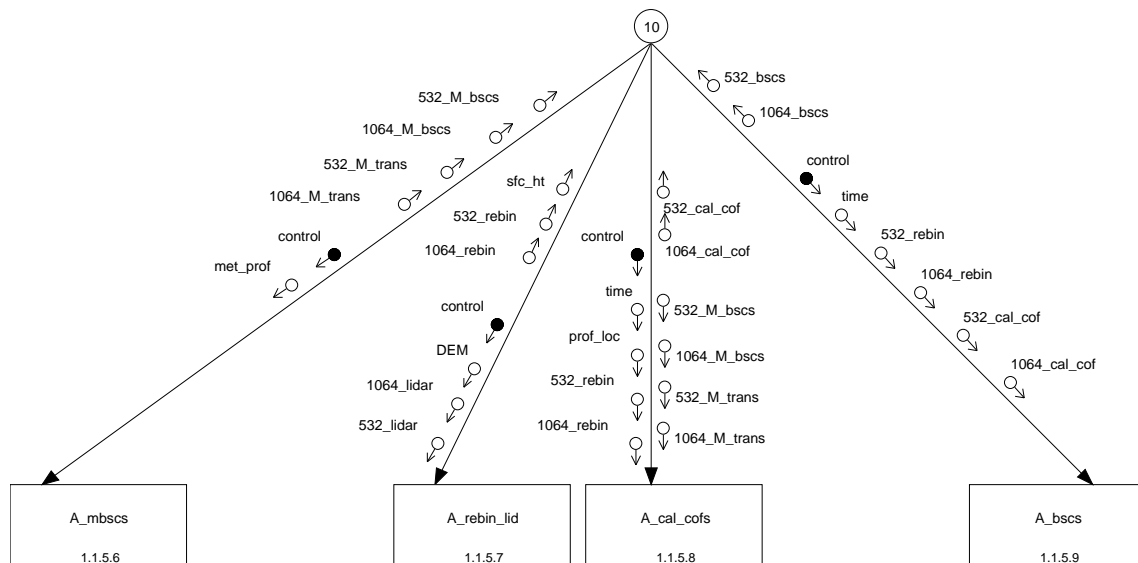 10
532_M_bscs
1064_M_bscs
532_M_trans
1064_M_trans
control
met_prof
sfc_ht
532_rebin
1064_rebin
control
DEM
1064_lidar
532_lidar
532_cal_cof
1064_cal_cof
control
time
prof_loc
532_rebin
1064_rebin
532_M_bscs
1064_M_bscs
532_M_trans
1064_M_trans
532_bscs
1064_bscs
control
time
532_rebin
1064_rebin
532_cal_cof
1064_cal_cof
A_mbscs
1.1.5.6
A_rebin_lid
1.1.5.7
A_cal_cofs
1.1.5.8
A_bscs
1.1.5.9